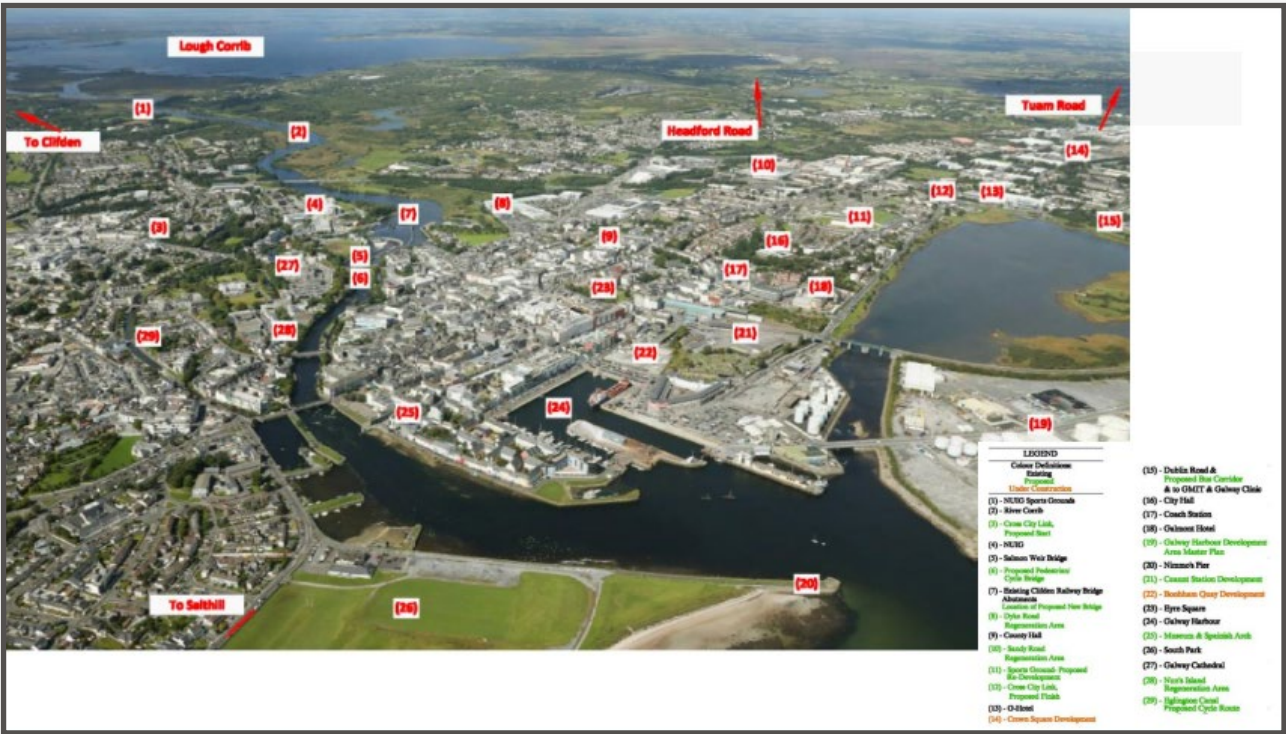 Lough Corrib
(1)
To Clifden
(2)
Headford Road
Tuam Road
(10)
(14)
(12)
(13)
(4)
(8)
(7)
(3)
(11)
(15)
(9)
(16)
(5)
(27)
(6)
(17)
(23)
(18)
(29)
(28)
(21)
(22)
(25)
(24)
(19)
(20)
To Salthill
(26)
LEGEND
Colour Definitions:
Existing
Proposed
Under Construction
(1) - NUIG Sports Grounds
(2) - River Corrib
(3) - Cross City Link,
Proposed Start
(4) - NUIG
(5) - Salmon Weir Bridge
(6) - Proposed Pedestrian/
Cycle Bridge
(7) - Existing Clifden Railway Bridge
Abutments
Location of Proposed New Bridge
(8) - Dyke Road
Regeneration Area
(9) - County Hall
(10) - Sandy Road
Regeneration Area
(11) - Sports Ground- Proposed
Re-Development
(12) - Cross City Link,
Proposed Finish
(13) - G-Hotel
(14) - Crown Square Development
(15) - Dublin Road &
Proposed Bus Corridor
& to GMIT & Galway Clinic
(16) - City Hall
(17) - Coach Station
(18) - Galmont Hotel
(19) - Galway Harbour Development
Area Master Plan
(20) - Nimmo's Pier
(21) - Ceannt Station Development
(22) - Bonham Quay Development
(23) - Eyre Square
(24) - Galway Harbour
(25) - Museum & Spanish Arch
(26) - South Park
(27) - Galway Cathedral
(28) - Nun's Island
Regeneration Area
(29) - Eglington Canal
Proposed Cycle Route